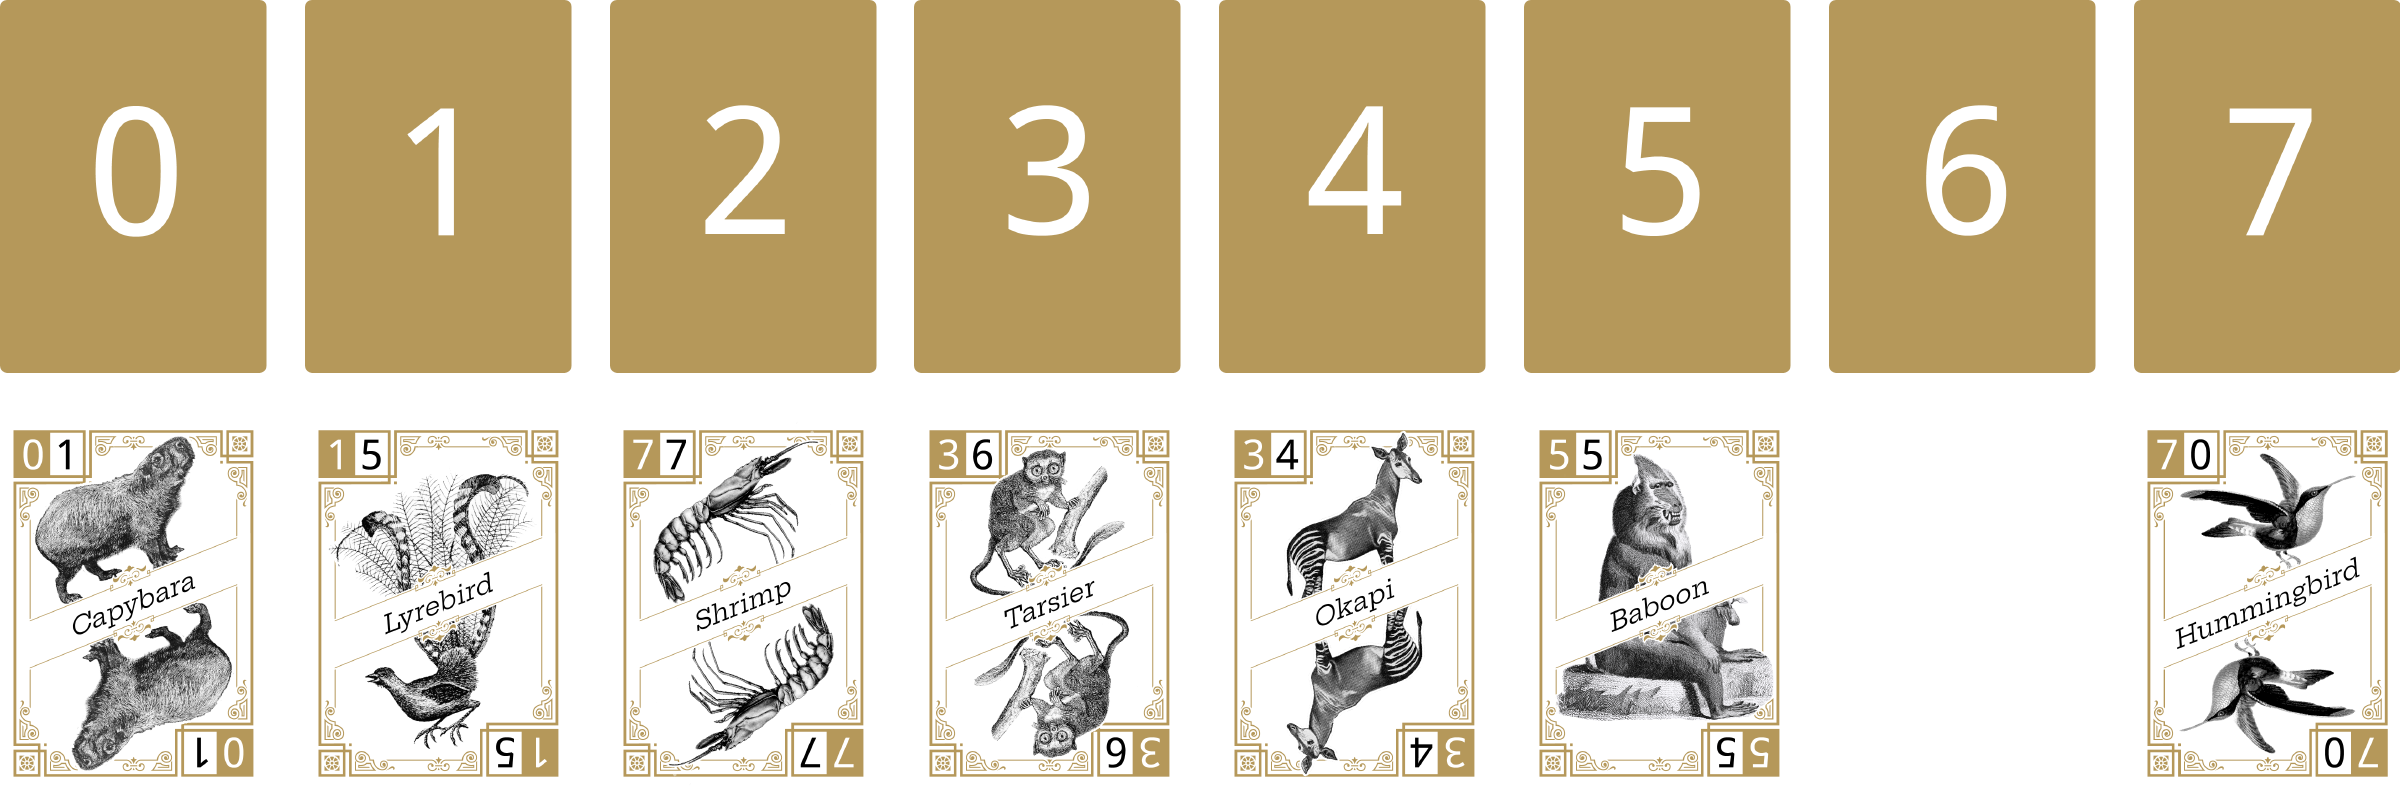 0 1 2 3 4 5 6 7
0 1 1 5 7 7 3 6 3 4 5 5 7 0
Capybara Lyrebird Shrimp Tarsier Okapi Baboon Hummingbird
0 1 1 5 7 7 3 6 3 4 5 5 7 0